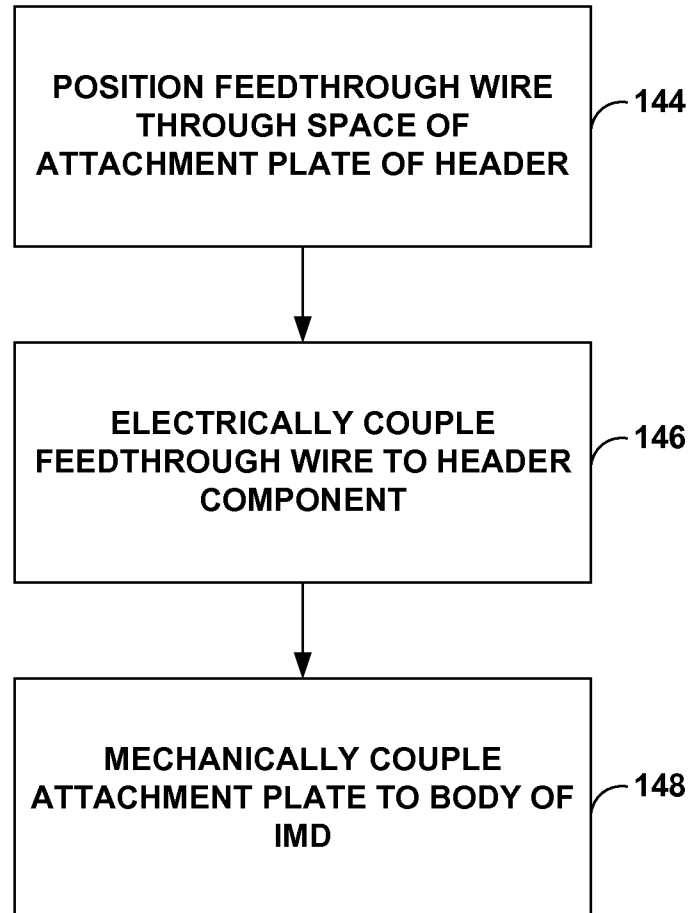 POSITION FEEDTHROUGH WIRE
THROUGH SPACE OF
ATTACHMENT PLATE OF HEADER
144
ELECTRICALLY COUPLE
FEEDTHROUGH WIRE TO HEADER
COMPONENT
146
MECHANICALLY COUPLE
ATTACHMENT PLATE TO BODY OF
IMD
148